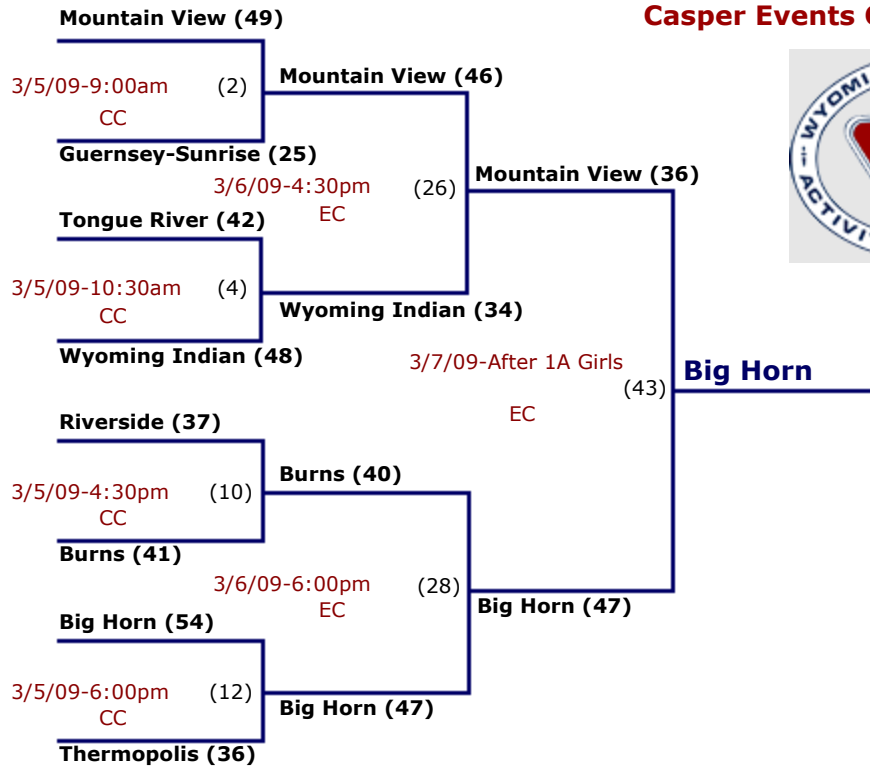 Mountain View (49)
Casper Events
3/5/09-9:00am
(2)
CC
Mountain View (46)
Guernsey-Sunrise (25)
3/6/09-4:30pm
(26)
EC
Mountain View (36)
WYOMI
ACTIVI
Tongue River (42)
3/5/09-10:30am
(4)
CC
Wyoming Indian (34)
Wyoming Indian (48)
3/7/09-After 1A Girls
(43)
EC
Big Horn
Riverside (37)
3/5/09-4:30pm
(10)
CC
Burns (40)
Burns (41)
3/6/09-6:00pm
(28)
EC
Big Horn (47)
Big Horn (54)
3/5/09-6:00pm
(12)
CC
Big Horn (47)
Thermopolis (36)